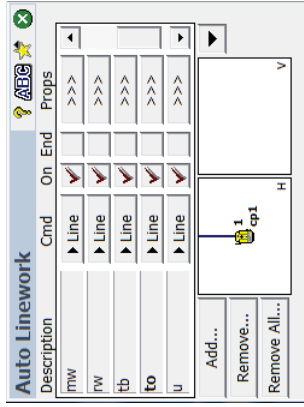 Auto Linework ? ABC
Description Cmd On End Props
mw Line >>>
rw Line >>>
tb Line >>>
to Line >>>
u Line >>>
Add...
Remove...
Remove All...
1
cp1
H
V